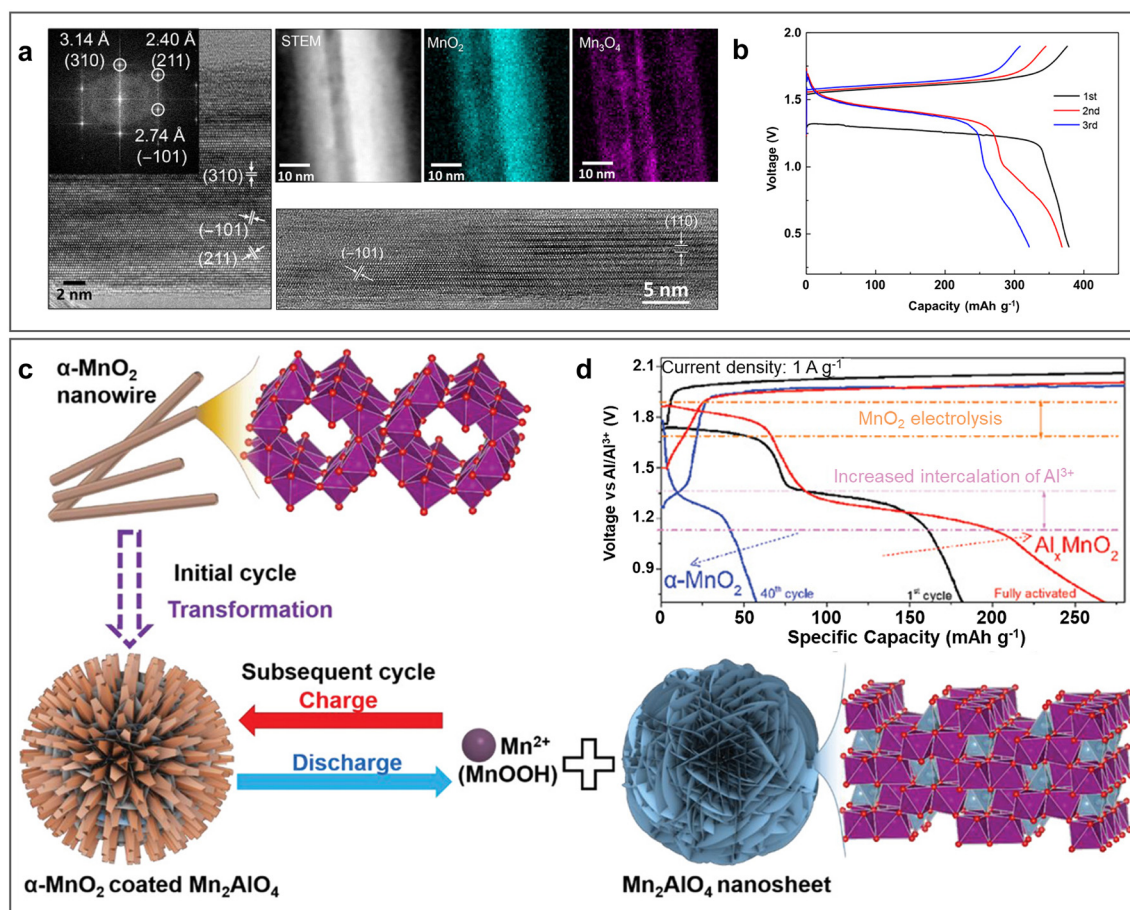 a
3.14 Å
(310)
2.40 Å
(211)
2.74 Å
(–101)
(310)
(–101)
(211)
2 nm
STEM
10 nm
MnO₂
10 nm
Mn₃O₄
10 nm
(–101)
(110)
5 nm
b
2.0
1.5
1.0
0.5
Voltage (V)
1st
2nd
3rd
0 100 200 300 400
Capacity (mAh g⁻¹)
c
α-MnO₂
nanowire
Initial cycle
Transformation
Subsequent cycle
Charge
Discharge
Mn²⁺
(MnOOH)
α-MnO₂ coated Mn₂AlO₄
Mn₂AlO₄ nanosheet
d
2.1
1.8
1.5
1.2
0.9
Voltage vs Al/Al³⁺ (V)
Current density: 1 A g⁻¹
MnO₂ electrolysis
Increased intercalation of Al³⁺
α-MnO₂
AlₓMnO₂
40ᵗʰ cycle
1ˢᵗ cycle
Fully activated
0 50 100 150 200 250
Specific Capacity (mAh g⁻¹)